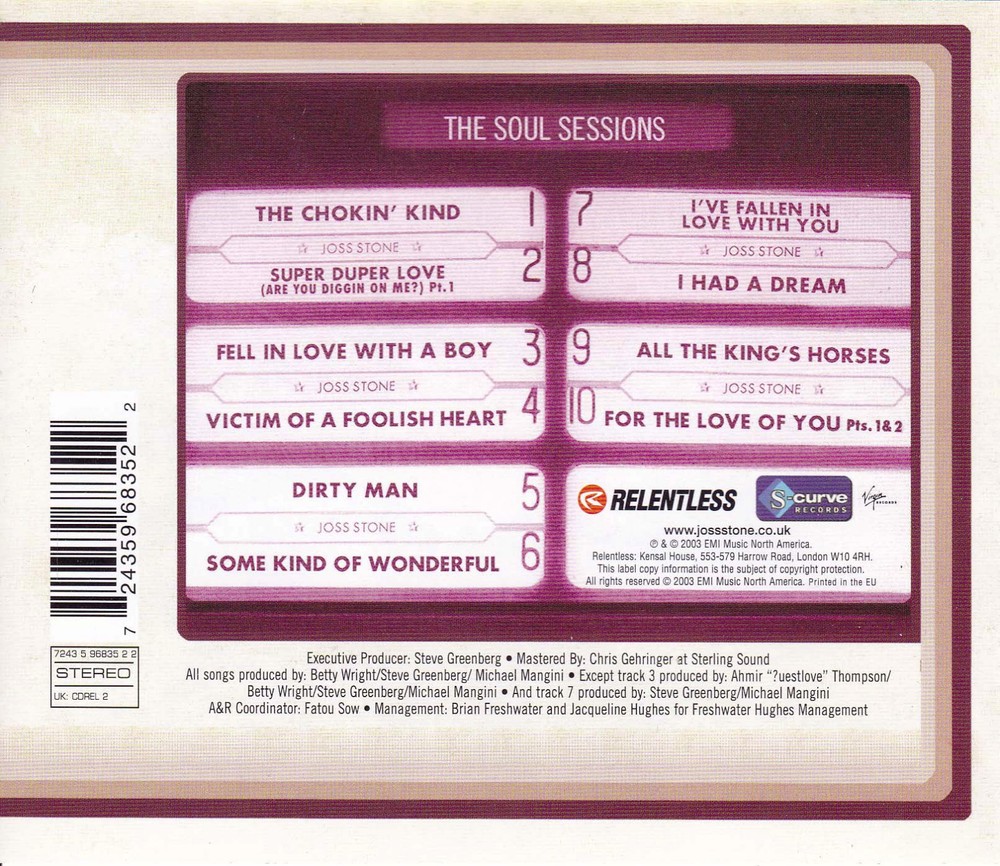 THE SOUL SESSIONS
THE CHOKIN' KIND 1
☆ JOSS STONE ☆
SUPER DUPER LOVE 2
(ARE YOU DIGGIN ON ME?) Pt.1
FELL IN LOVE WITH A BOY 3
☆ JOSS STONE ☆
VICTIM OF A FOOLISH HEART 4
DIRTY MAN 5
☆ JOSS STONE ☆
SOME KIND OF WONDERFUL 6
7 I'VE FALLEN IN
LOVE WITH YOU
☆ JOSS STONE ☆
8 I HAD A DREAM
9 ALL THE KING'S HORSES
☆ JOSS STONE ☆
10 FOR THE LOVE OF YOU Pts. 1&2
RELENTLESS S-curve RECORDS Virgin RECORDS
www.jossstone.co.uk
℗ & © 2003 EMI Music North America.
Relentless: Kensal House, 553-579 Harrow Road, London W10 4RH.
This label copy information is the subject of copyright protection.
All rights reserved © 2003 EMI Music North America. Printed in the EU
7 24359 68352 2
7243 5 96835 2 2
STEREO
UK: CDREL 2
Executive Producer: Steve Greenberg • Mastered By: Chris Gehringer at Sterling Sound
All songs produced by: Betty Wright/Steve Greenberg/ Michael Mangini • Except track 3 produced by: Ahmir "?uestlove" Thompson/
Betty Wright/Steve Greenberg/Michael Mangini • And track 7 produced by: Steve Greenberg/Michael Mangini
A&R Coordinator: Fatou Sow • Management: Brian Freshwater and Jacqueline Hughes for Freshwater Hughes Management